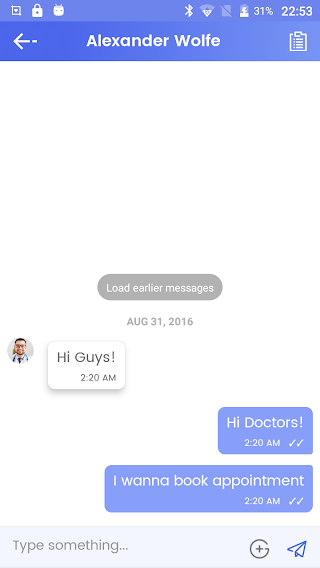 31% 22:53
Alexander Wolfe
Load earlier messages
AUG 31, 2016
Hi Guys!
2:20 AM
Hi Doctors!
2:20 AM ✓✓
I wanna book appointment
2:20 AM ✓✓
Type something...